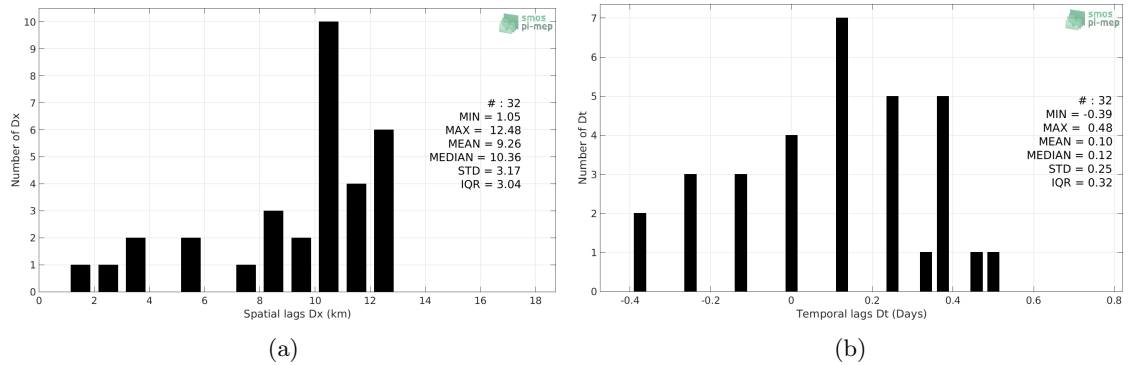 smos
pi-mep
10
9
8
7
6
5
4
3
2
1
0
Number of Dx
# : 32
MIN = 1.05
MAX = 12.48
MEAN = 9.26
MEDIAN = 10.36
STD = 3.17
IQR = 3.04
0 2 4 6 8 10 12 14 16 18
Spatial lags Dx (km)
(a)
smos
pi-mep
7
6
5
4
3
2
1
0
Number of Dt
# : 32
MIN = -0.39
MAX = 0.48
MEAN = 0.10
MEDIAN = 0.12
STD = 0.25
IQR = 0.32
-0.4 -0.2 0 0.2 0.4 0.6 0.8
Temporal lags Dt (Days)
(b)